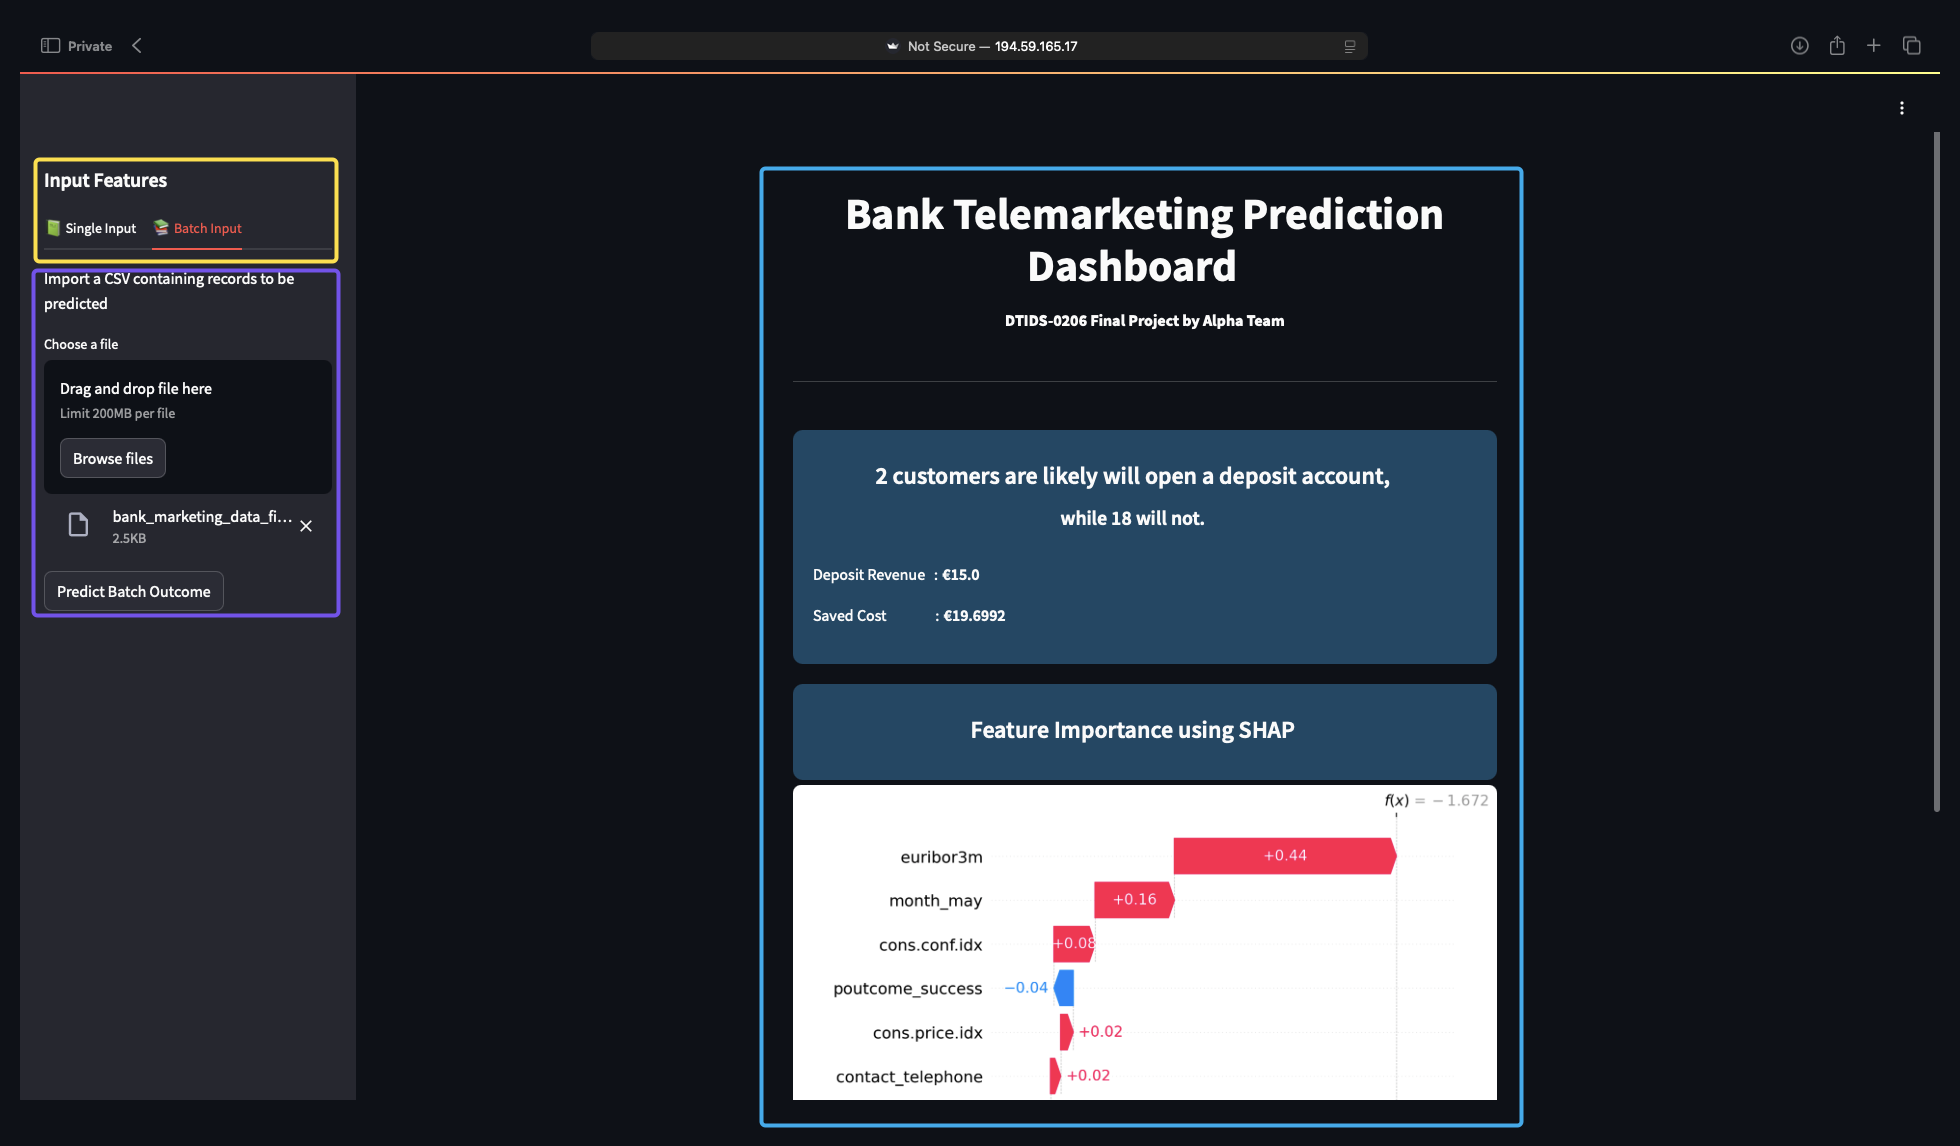 Private
Not Secure — 194.59.165.17
Input Features
Single Input Batch Input
Import a CSV containing records to be
predicted
Choose a file
Drag and drop file here
Limit 200MB per file
Browse files
bank_marketing_data_fi...
2.5KB
Predict Batch Outcome
Bank Telemarketing Prediction
Dashboard
DTIDS-0206 Final Project by Alpha Team
2 customers are likely will open a deposit account,
while 18 will not.
Deposit Revenue : €15.0
Saved Cost : €19.6992
Feature Importance using SHAP
f(x) = −1.672
euribor3m +0.44
month_may +0.16
cons.conf.idx +0.08
poutcome_success −0.04
cons.price.idx +0.02
contact_telephone +0.02